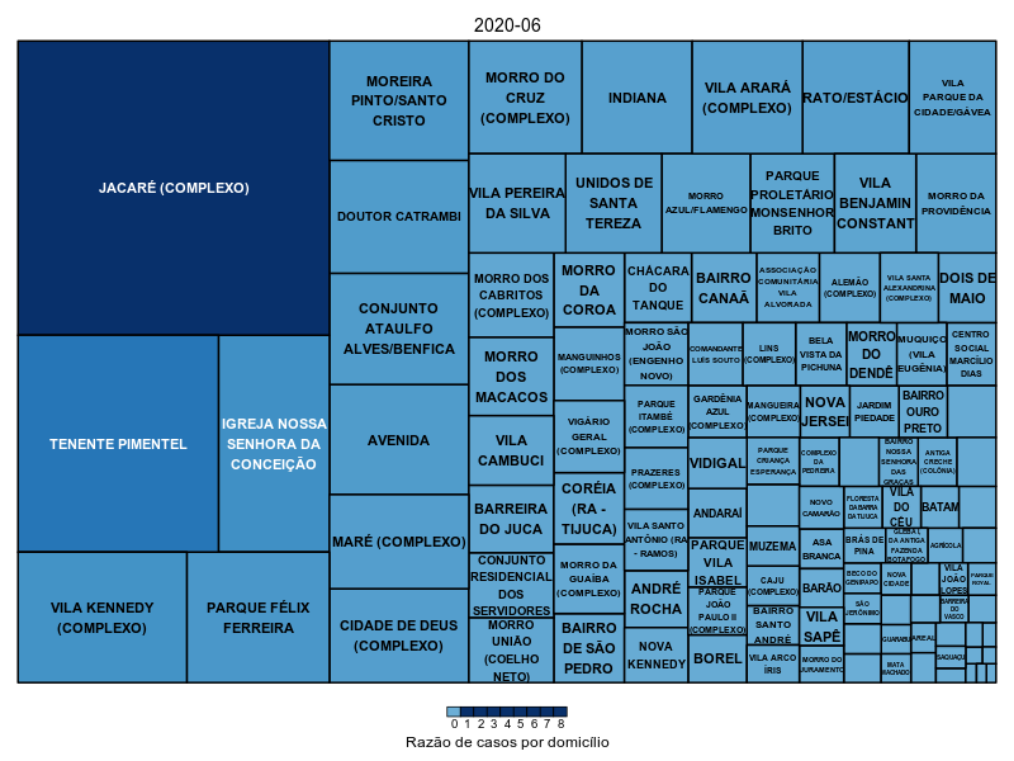 2020-06
JACARÉ (COMPLEXO)
TENENTE PIMENTEL
IGREJA NOSSA
SENHORA DA
CONCEIÇÃO
VILA KENNEDY
(COMPLEXO)
PARQUE FÉLIX
FERREIRA
MOREIRA
PINTO/SANTO
CRISTO
DOUTOR CATRAMBI
CONJUNTO
ATAULFO
ALVES/BENFICA
AVENIDA
MARÉ (COMPLEXO)
CIDADE DE DEUS
(COMPLEXO)
MORRO DO
CRUZ
(COMPLEXO)
INDIANA
VILA ARARÁ
(COMPLEXO)
RATO/ESTÁCIO
VILA
PARQUE DA
CIDADE/GÁVEA
VILA PEREIRA
DA SILVA
UNIDOS DE
SANTA
TEREZA
MORRO
AZUL/FLAMENGO
PARQUE
PROLETÁRIO
MONSENHOR
BRITO
VILA
BENJAMIN
CONSTANT
MORRO DA
PROVIDÊNCIA
MORRO DOS
CABRITOS
(COMPLEXO)
MORRO
DOS
MACACOS
VILA
CAMBUCI
BARREIRA
DO JUCA
CONJUNTO
RESIDENCIAL
DOS
SERVIDORES
MORRO
UNIÃO
(COELHO
NETO)
MORRO
DA
COROA
MANGUINHOS
(COMPLEXO)
VIGÁRIO
GERAL
(COMPLEXO)
CORÉIA
(RA -
TIJUCA)
MORRO DA
GUAÍBA
(COMPLEXO)
BAIRRO
DE SÃO
PEDRO
CHÁCARA
DO
TANQUE
MORRO SÃO
JOÃO
(ENGENHO
NOVO)
PARQUE
ITAMBÉ
(COMPLEXO)
PRAZERES
(COMPLEXO)
VILA SANTO
ANTÔNIO (RA
- RAMOS)
ANDRÉ
ROCHA
NOVA
KENNEDY
BAIRRO
CANAÃ
ASSOCIAÇÃO
COMUNITÁRIA
VILA
ALVORADA
ALEMÃO
(COMPLEXO)
VILA SANTA
ALEXANDRINA
(COMPLEXO)
DOIS DE
MAIO
COMANDANTE
LUÍS SOUTO
LINS
(COMPLEXO)
BELA
VISTA DA
PICHUNA
MORRO
DO
DENDÊ
MUQUIÇO
(VILA
EUGÊNIA)
CENTRO
SOCIAL
MARCÍLIO
DIAS
GARDÊNIA
AZUL
(COMPLEXO)
VIDIGAL
ANDARAÍ
PARQUE
VILA
ISABEL
PARQUE
JOÃO
PAULO II
(COMPLEXO)
BOREL
MANGUEIRA
(COMPLEXO)
PARQUE
CRIANÇA
ESPERANÇA
MUZEMA
CAJU
(COMPLEXO)
BAIRRO
SANTO
ANDRÉ
VILA ARCO
ÍRIS
NOVA
JERSEI
JARDIM
PIEDADE
BAIRRO
OURO
PRETO
COMPLEXO
DA
PEDREIRA
BAIRRO
NOSSA
SENHORA
DAS
GRAÇAS
ANTIGA
CRECHE
(COLÔNIA)
NOVO
CAMARÃO
ASA
BRANCA
BARÃO
VILA
SAPÊ
MORRO DO
JURAMENTO
FLORESTA
DA BARRA
DA TIJUCA
VILA
DO
CÉU
BATAM
BRÁS DE
PINA
GLEBA I,
DA ANTIGA
FAZENDA
BOTAFOGO
AGRÍCOLA
BECO DO
GENIPAPO
NOVA
CIDADE
VILA
JOÃO
LOPES
PARQUE
ROYAL
SÃO
JERÔNIMO
BARREIRA
DO
VASCO
GUARABU
AREAL
MATA
MACHADO
SAQUAÇU
0 1 2 3 4 5 6 7 8
Razão de casos por domicílio